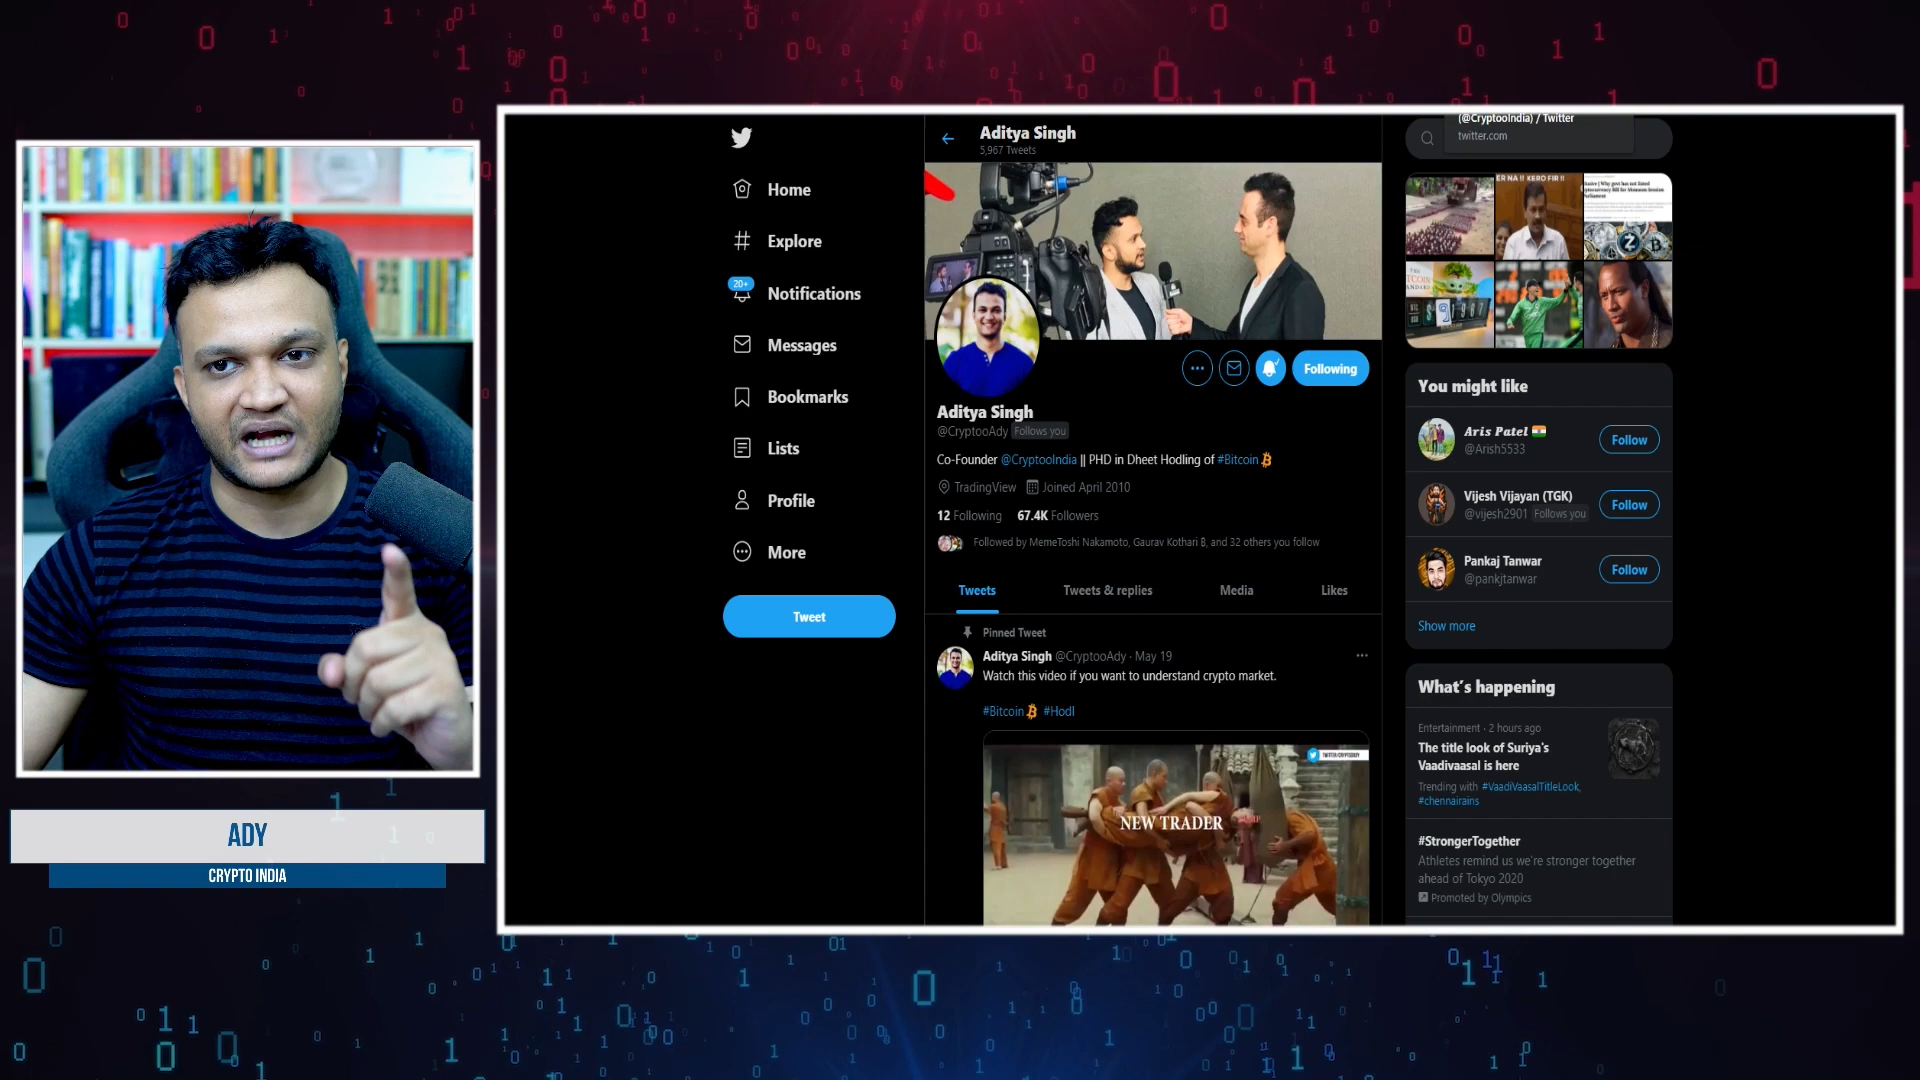 ADY
CRYPTO INDIA
Home
Explore
20+
Notifications
Messages
Bookmarks
Lists
Profile
More
Tweet
Aditya Singh
5,967 Tweets
Following
Aditya Singh
@CryptooAdy Follows you
Co-Founder @CryptooIndia || PHD in Dheet Hodling of #Bitcoin
TradingView Joined April 2010
12 Following 67.4K Followers
Followed by MemeToshi Nakamoto, Gaurav Kothari ₿, and 32 others you follow
Tweets Tweets & replies Media Likes
Pinned Tweet
Aditya Singh @CryptooAdy · May 19
Watch this video if you want to understand crypto market.
#Bitcoin #Hodl
NEW TRADER
(@CryptooIndia) / Twitter
twitter.com
ER NA !! KERO FIR !!
You might like
Aris Patel
@Arish5533
Follow
Vijesh Vijayan (TGK)
@vijesh2901 Follows you
Follow
Pankaj Tanwar
@pankjtanwar
Follow
Show more
What's happening
Entertainment · 2 hours ago
The title look of Suriya's
Vaadivaasal is here
Trending with #VaadiVaasalTitleLook,
#chennairains
#StrongerTogether
Athletes remind us we're stronger together
ahead of Tokyo 2020
Promoted by Olympics